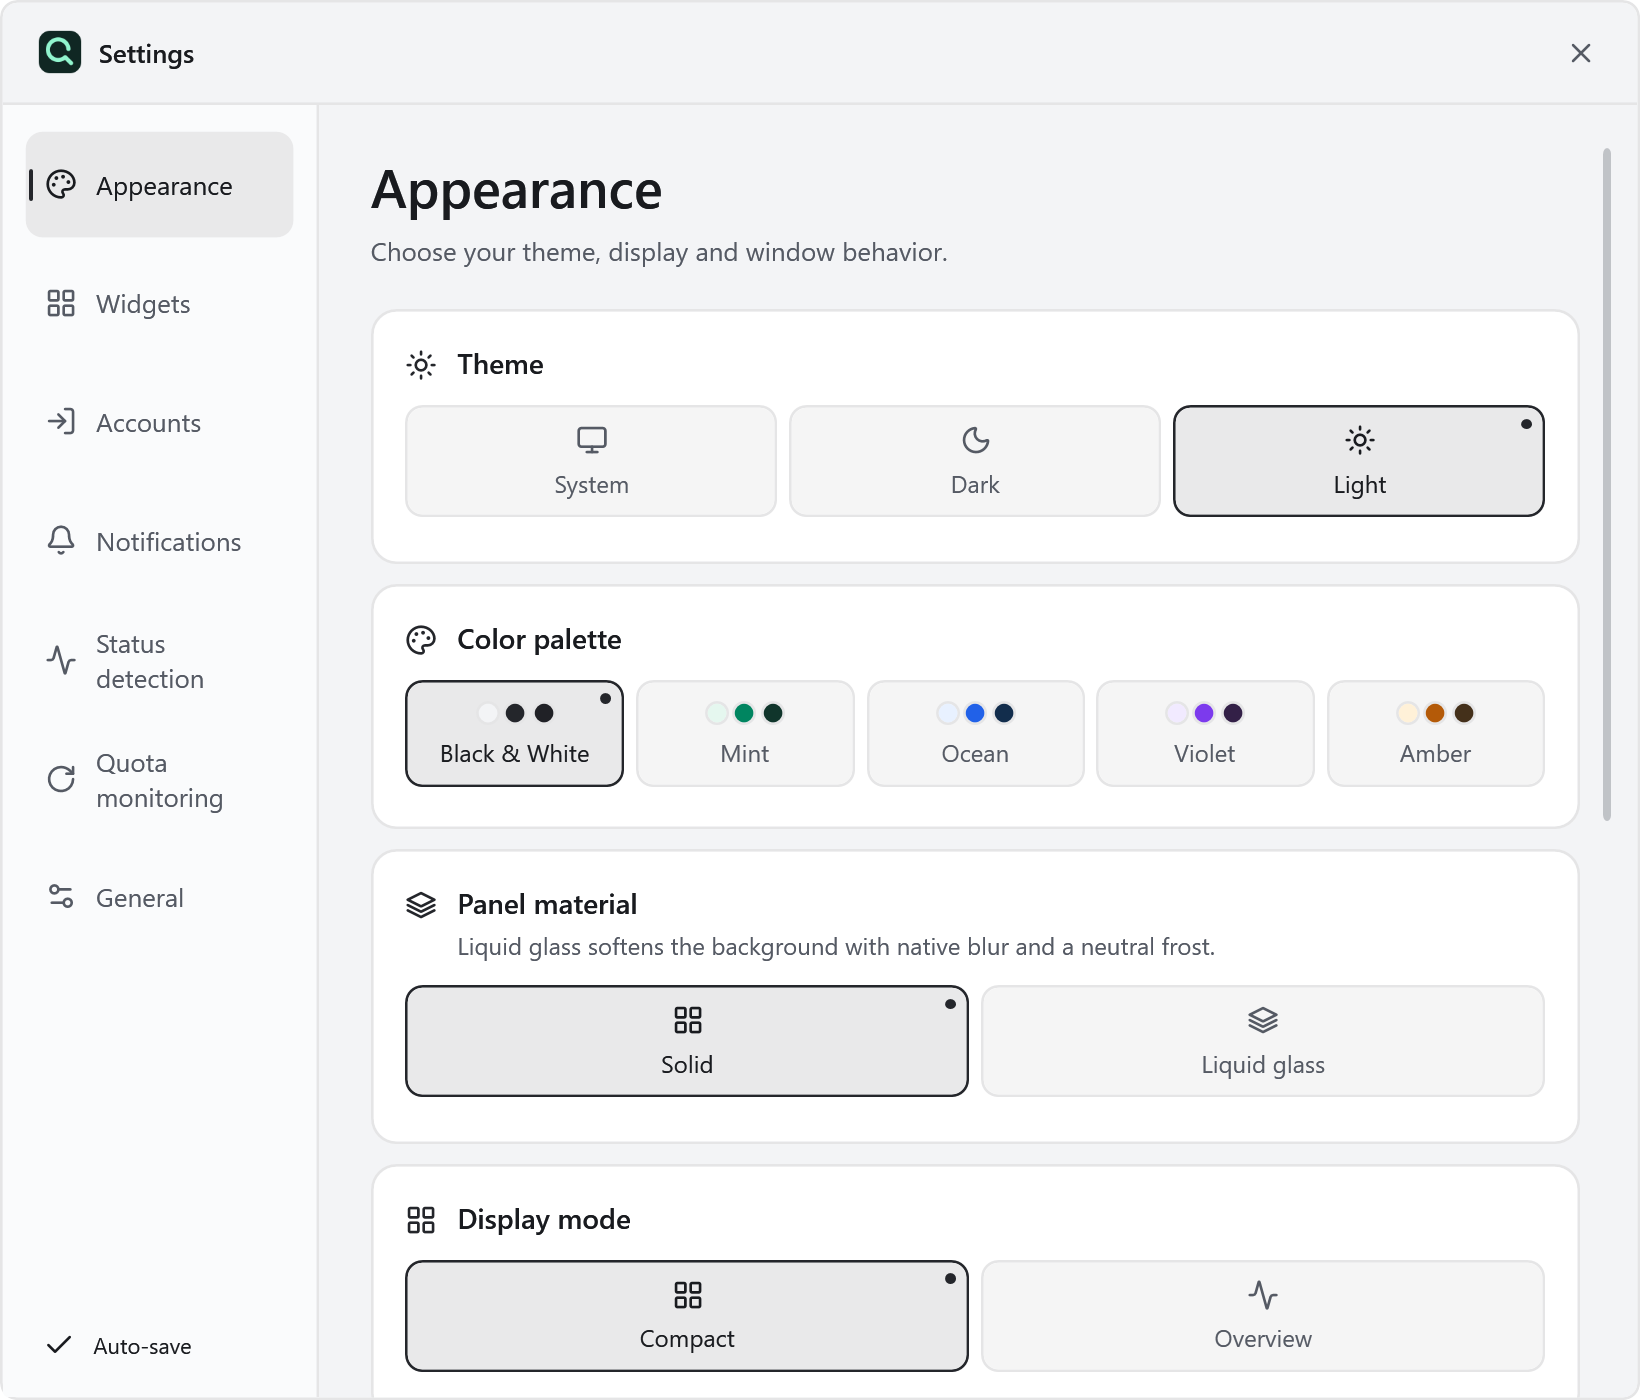 Settings
Appearance
Widgets
Accounts
Notifications
Status
detection
Quota
monitoring
General
Auto-save
Appearance
Choose your theme, display and window behavior.
Theme
System
Dark
Light
Color palette
Black & White
Mint
Ocean
Violet
Amber
Panel material
Liquid glass softens the background with native blur and a neutral frost.
Solid
Liquid glass
Display mode
Compact
Overview